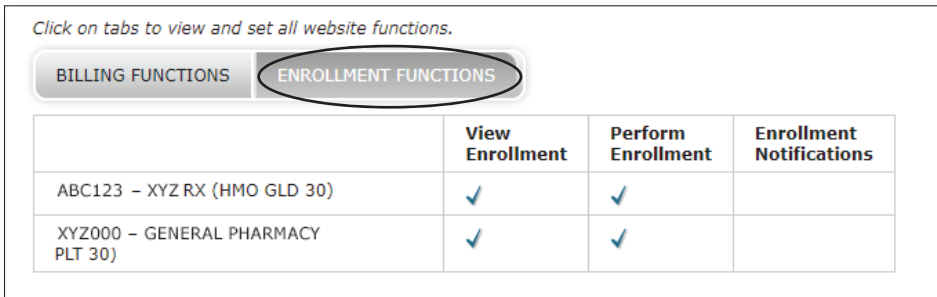 Click on tabs to view and set all website functions.
BILLING FUNCTIONS ENROLLMENT FUNCTIONS
View Enrollment Perform Enrollment Enrollment Notifications
ABC123 – XYZ RX (HMO GLD 30)
XYZ000 – GENERAL PHARMACY
PLT 30)